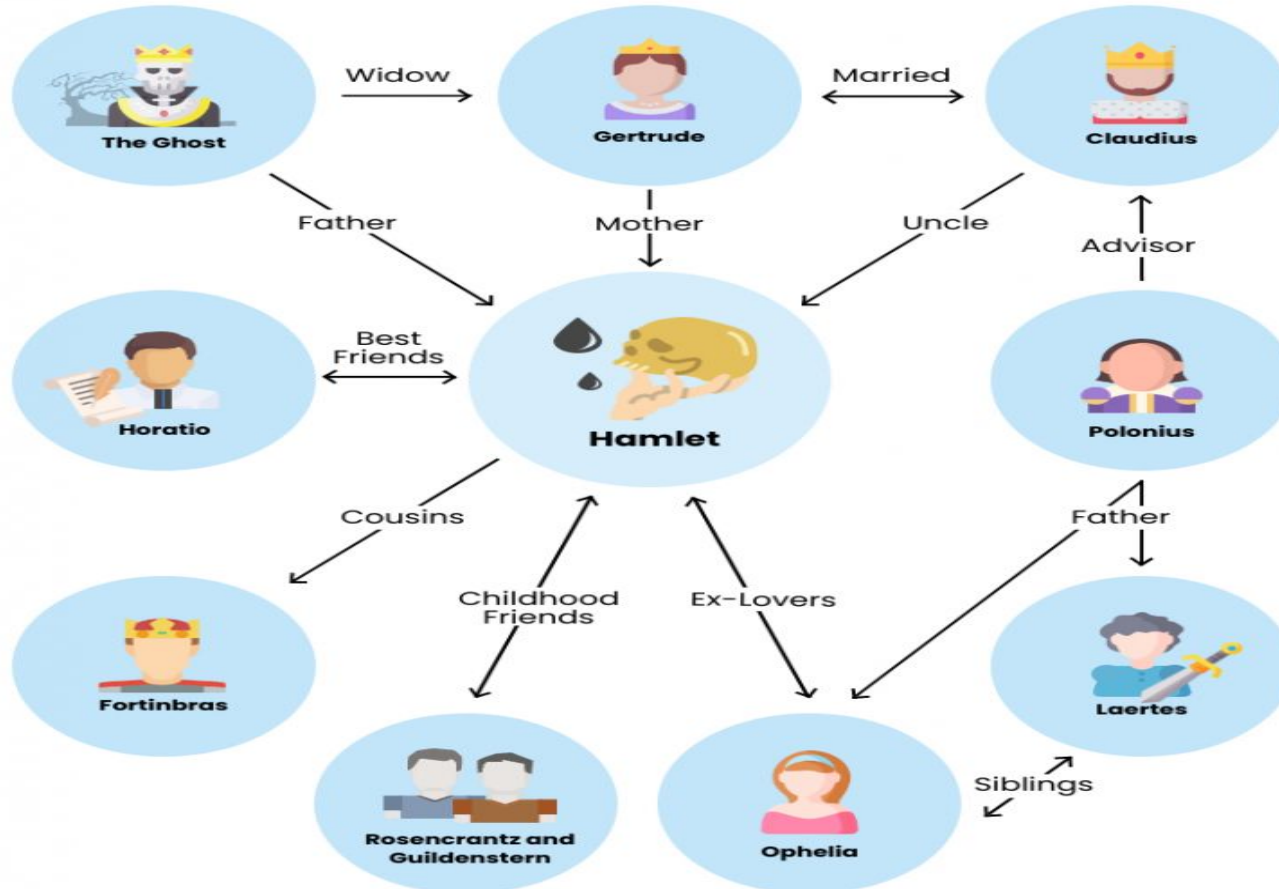 Widow
Married
The Ghost
Gertrude
Claudius
Father
Mother
Uncle
Advisor
Best
Friends
Horatio
Hamlet
Polonius
Cousins
Father
Childhood
Friends
Ex-Lovers
Fortinbras
Laertes
Siblings
Rosencrantz and
Guildenstern
Ophelia